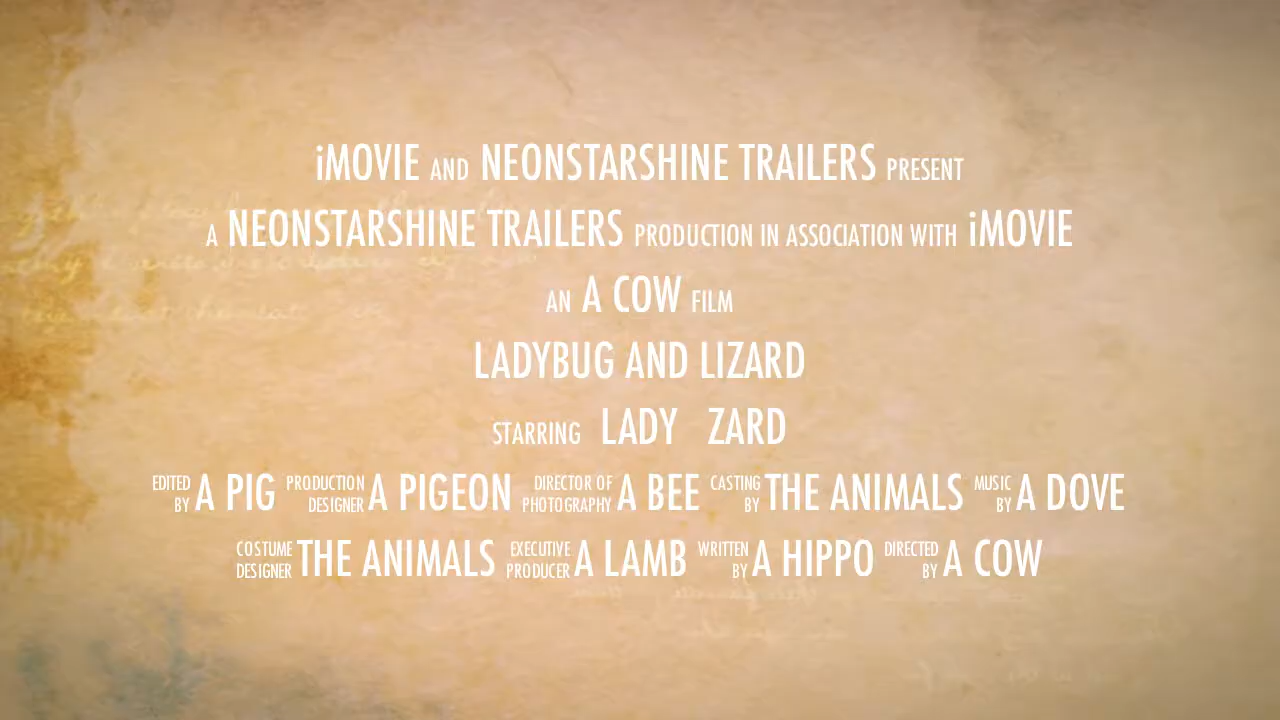 iMOVIE AND NEONSTARSHINE TRAILERS PRESENT
A NEONSTARSHINE TRAILERS PRODUCTION IN ASSOCIATION WITH iMOVIE
AN A COW FILM
LADYBUG AND LIZARD
STARRING LADY ZARD
EDITED BY A PIG PRODUCTION DESIGNER A PIGEON DIRECTOR OF PHOTOGRAPHY A BEE CASTING BY THE ANIMALS MUSIC BY A DOVE
COSTUME DESIGNER THE ANIMALS EXECUTIVE PRODUCER A LAMB WRITTEN BY A HIPPO DIRECTED BY A COW